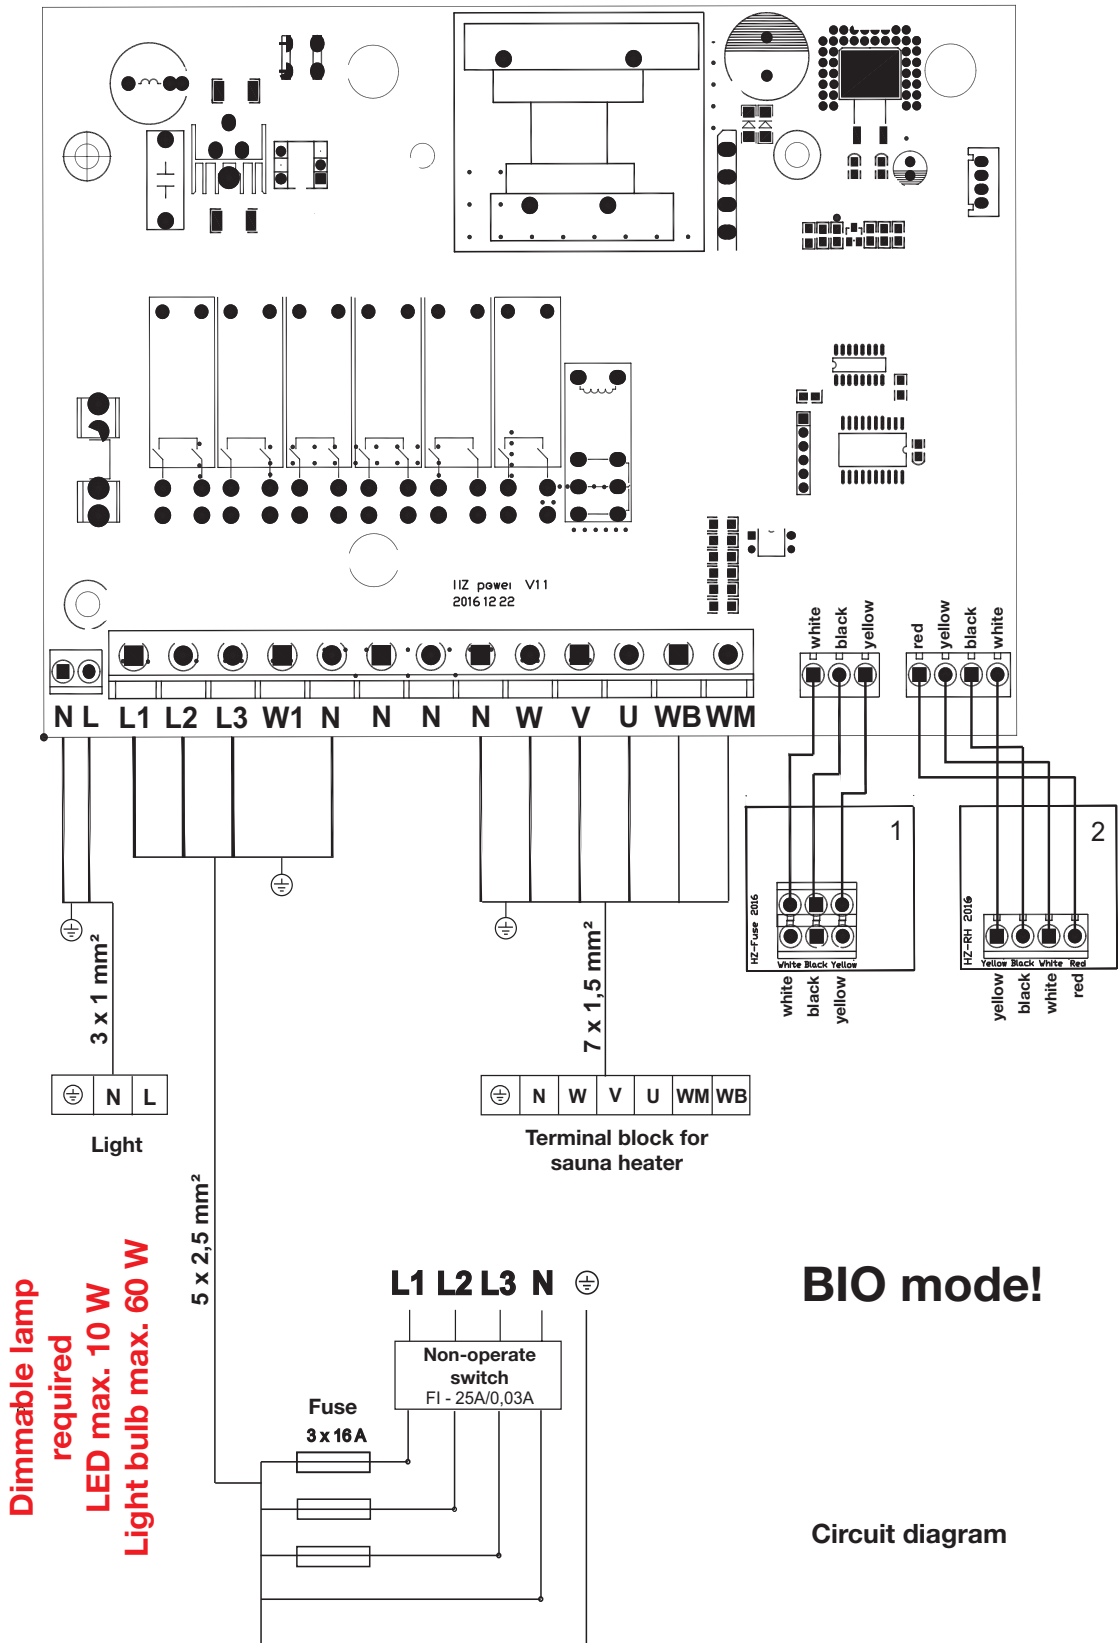 IIZ power V11
2016 12 22
white
black
yellow
red
yellow
black
white
N L L1 L2 L3 W1 N N N N W V U WB WM
1
HZ-Fuse 2016
White Black Yellow
white
black
yellow
2
HZ-RH 2016
Yellow Black White Red
yellow
black
white
red
3 x 1 mm²
7 x 1,5 mm²
N L
Light
N W V U WM WB
Terminal block for
sauna heater
5 x 2,5 mm²
Dimmable lamp
required
LED max. 10 W
Light bulb max. 60 W
L1 L2 L3 N
Non-operate
switch
FI - 25A/0,03A
Fuse
3 x 16 A
BIO mode!
Circuit diagram